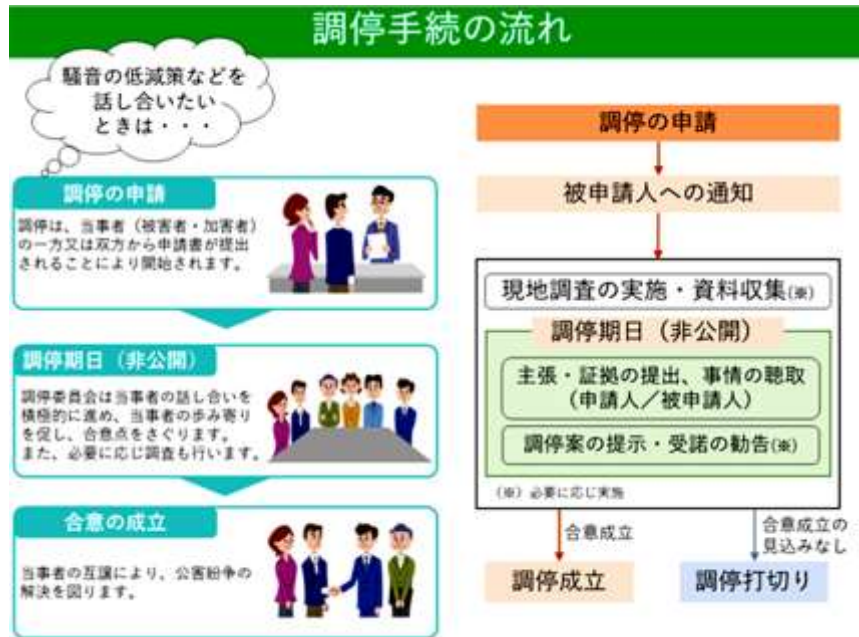 調停手続の流れ
騒音の低減策などを
話し合いたい
ときは・・・
調停の申請
調停は、当事者（被害者・加害者）
の一方又は双方から申請書が提出
されることにより開始されます。
調停期日（非公開）
調停委員会は当事者の話し合いを
積極的に進め、当事者の歩み寄り
を促し、合意点をさぐります。
また、必要に応じ調査も行います。
合意の成立
当事者の互譲により、公害紛争の
解決を図ります。
調停の申請
被申請人への通知
現地調査の実施・資料収集(※)
調停期日（非公開）
主張・証拠の提出、事情の聴取
（申請人／被申請人）
調停案の提示・受諾の勧告(※)
（※）必要に応じ実施
合意成立
合意成立の
見込みなし
調停成立
調停打切り